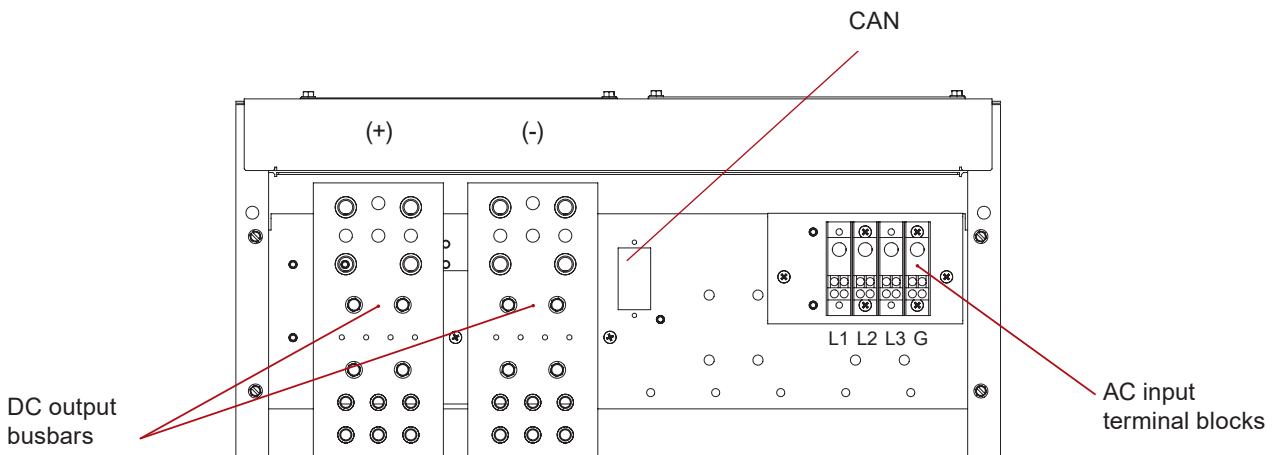 CAN
(+) (-)
L1 L2 L3 G
DC output
busbars
AC input
terminal blocks